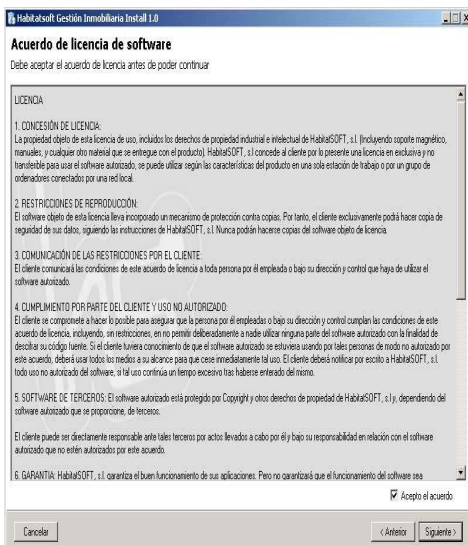 Habitatsoft Gestión Inmobiliaria Install 1.0
Acuerdo de licencia de software
Debe aceptar el acuerdo de licencia antes de poder continuar
LICENCIA
1. CONCESIÓN DE LICENCIA:
La propiedad objeto de esta licencia de uso, incluidos los derechos de propiedad industrial e intelectual de HabitatSOFT, s.l. (Incluyendo soporte magnético,
manuales, y cualquier otro material que se entregue con el producto). HabitatSOFT, s.l concede al cliente por lo presente una licencia en exclusiva y no
transferible para usar el software autorizado, se puede utilizar según las características del producto en una sola estación de trabajo o por un grupo de
ordenadores conectados por una red local.
2. RESTRICCIONES DE REPRODUCCIÓN:
El software objeto de esta licencia lleva incorporado un mecanismo de protección contra copias. Por tanto, el cliente exclusivamente podrá hacer copia de
seguridad de sus datos, siguiendo las instrucciones de HabitatSOFT, s.l. Nunca podrán hacerse copias del software objeto de licencia.
3. COMUNICACIÓN DE LAS RESTRICCIONES POR EL CLIENTE:
El cliente comunicará las condiciones de este acuerdo de licencia a toda persona por él empleada o bajo su dirección y control que haya de utilizar el
software autorizado.
4. CUMPLIMIENTO POR PARTE DEL CLIENTE Y USO NO AUTORIZADO:
El cliente se compromete a hacer lo posible para asegurar que la persona por él empleadas o bajo su dirección y control cumplan las condiciones de este
acuerdo de licencia, incluyendo, sin restricciones, en no permitir deliberadamente a nadie utilizar ninguna parte del software autorizado con la finalidad de
descifrar su código fuente. Si el cliente tuviera conocimiento de que el software autorizado se estuviera usando por tales personas de modo no autorizado por
este acuerdo, deberá usar todos los medios a su alcance para que cese inmediatamente tal uso. El cliente deberá notificar por escrito a HabitatSOFT, s.l.
todo uso no autorizado del software, si tal uso continúa un tiempo excesivo tras haberse enterado del mismo.
5. SOFTWARE DE TERCEROS: El software autorizado está protegido por Copyright y otros derechos de propiedad de HabitatSOFT, s.l y, dependiendo del
software autorizado que se proporcione, de terceros.
El cliente puede ser directamente responsable ante tales terceros por actos llevados a cabo por él y bajo su responsabilidad en relación con el software
autorizado que no estén autorizados por este acuerdo.
6. GARANTIA: HabitatSOFT, s.l. garantiza el buen funcionamiento de sus aplicaciones. Pero no garantizará que el funcionamiento del software sea
Acepto el acuerdo
Cancelar
< Anterior
Siguiente >